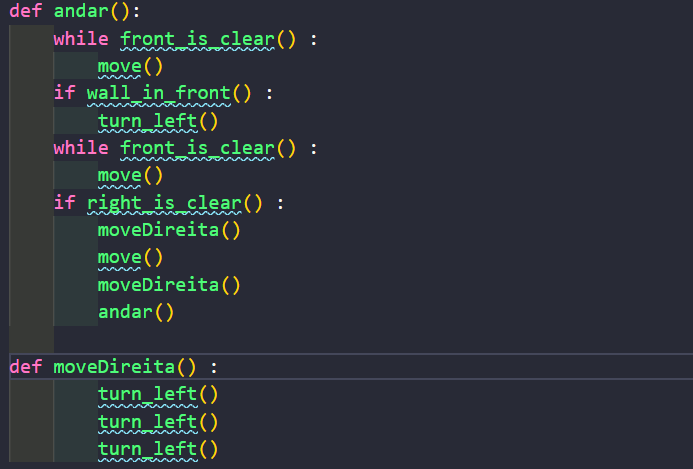 def andar():
    while front_is_clear() :
        move()
    if wall_in_front() :
        turn_left()
    while front_is_clear() :
        move()
    if right_is_clear() :
        moveDireita()
        move()
        moveDireita()
        andar()
def moveDireita() :
        turn_left()
        turn_left()
        turn_left()